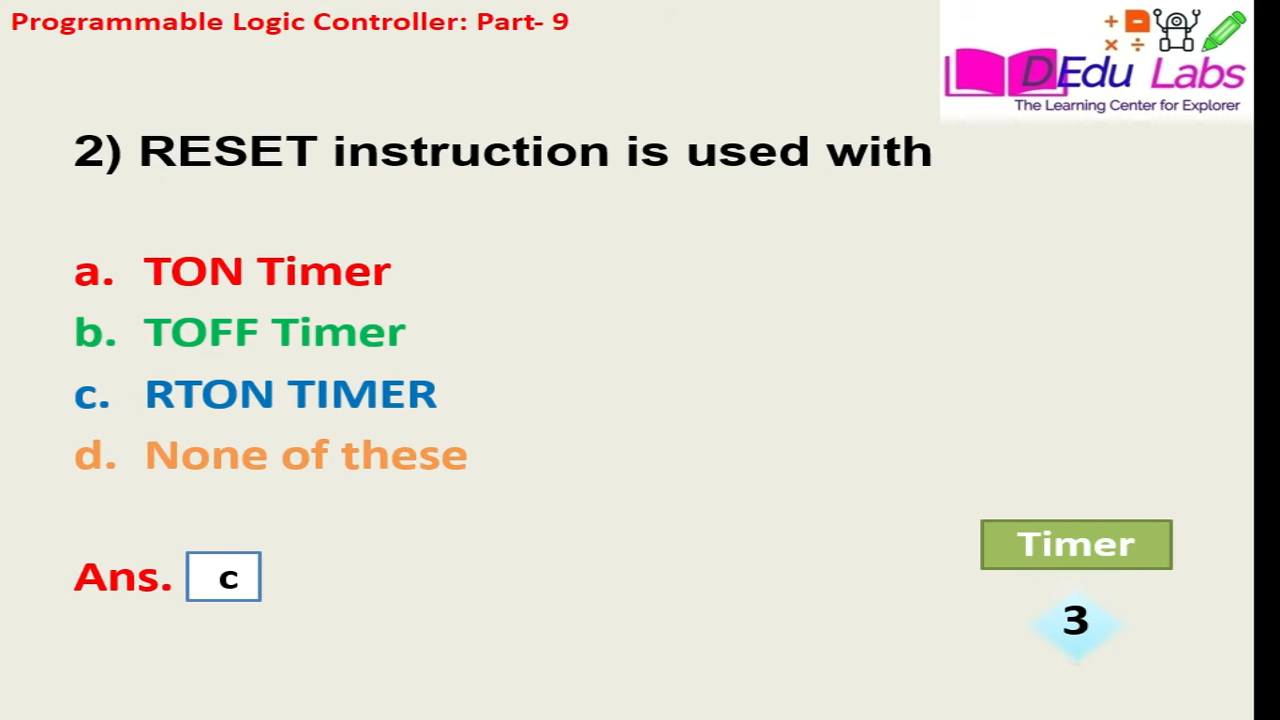 Programmable Logic Controller: Part- 9
DEdu Labs
The Learning Center for Explorer
2) RESET instruction is used with
a. TON Timer
b. TOFF Timer
c. RTON TIMER
d. None of these
Ans. c
Timer
3